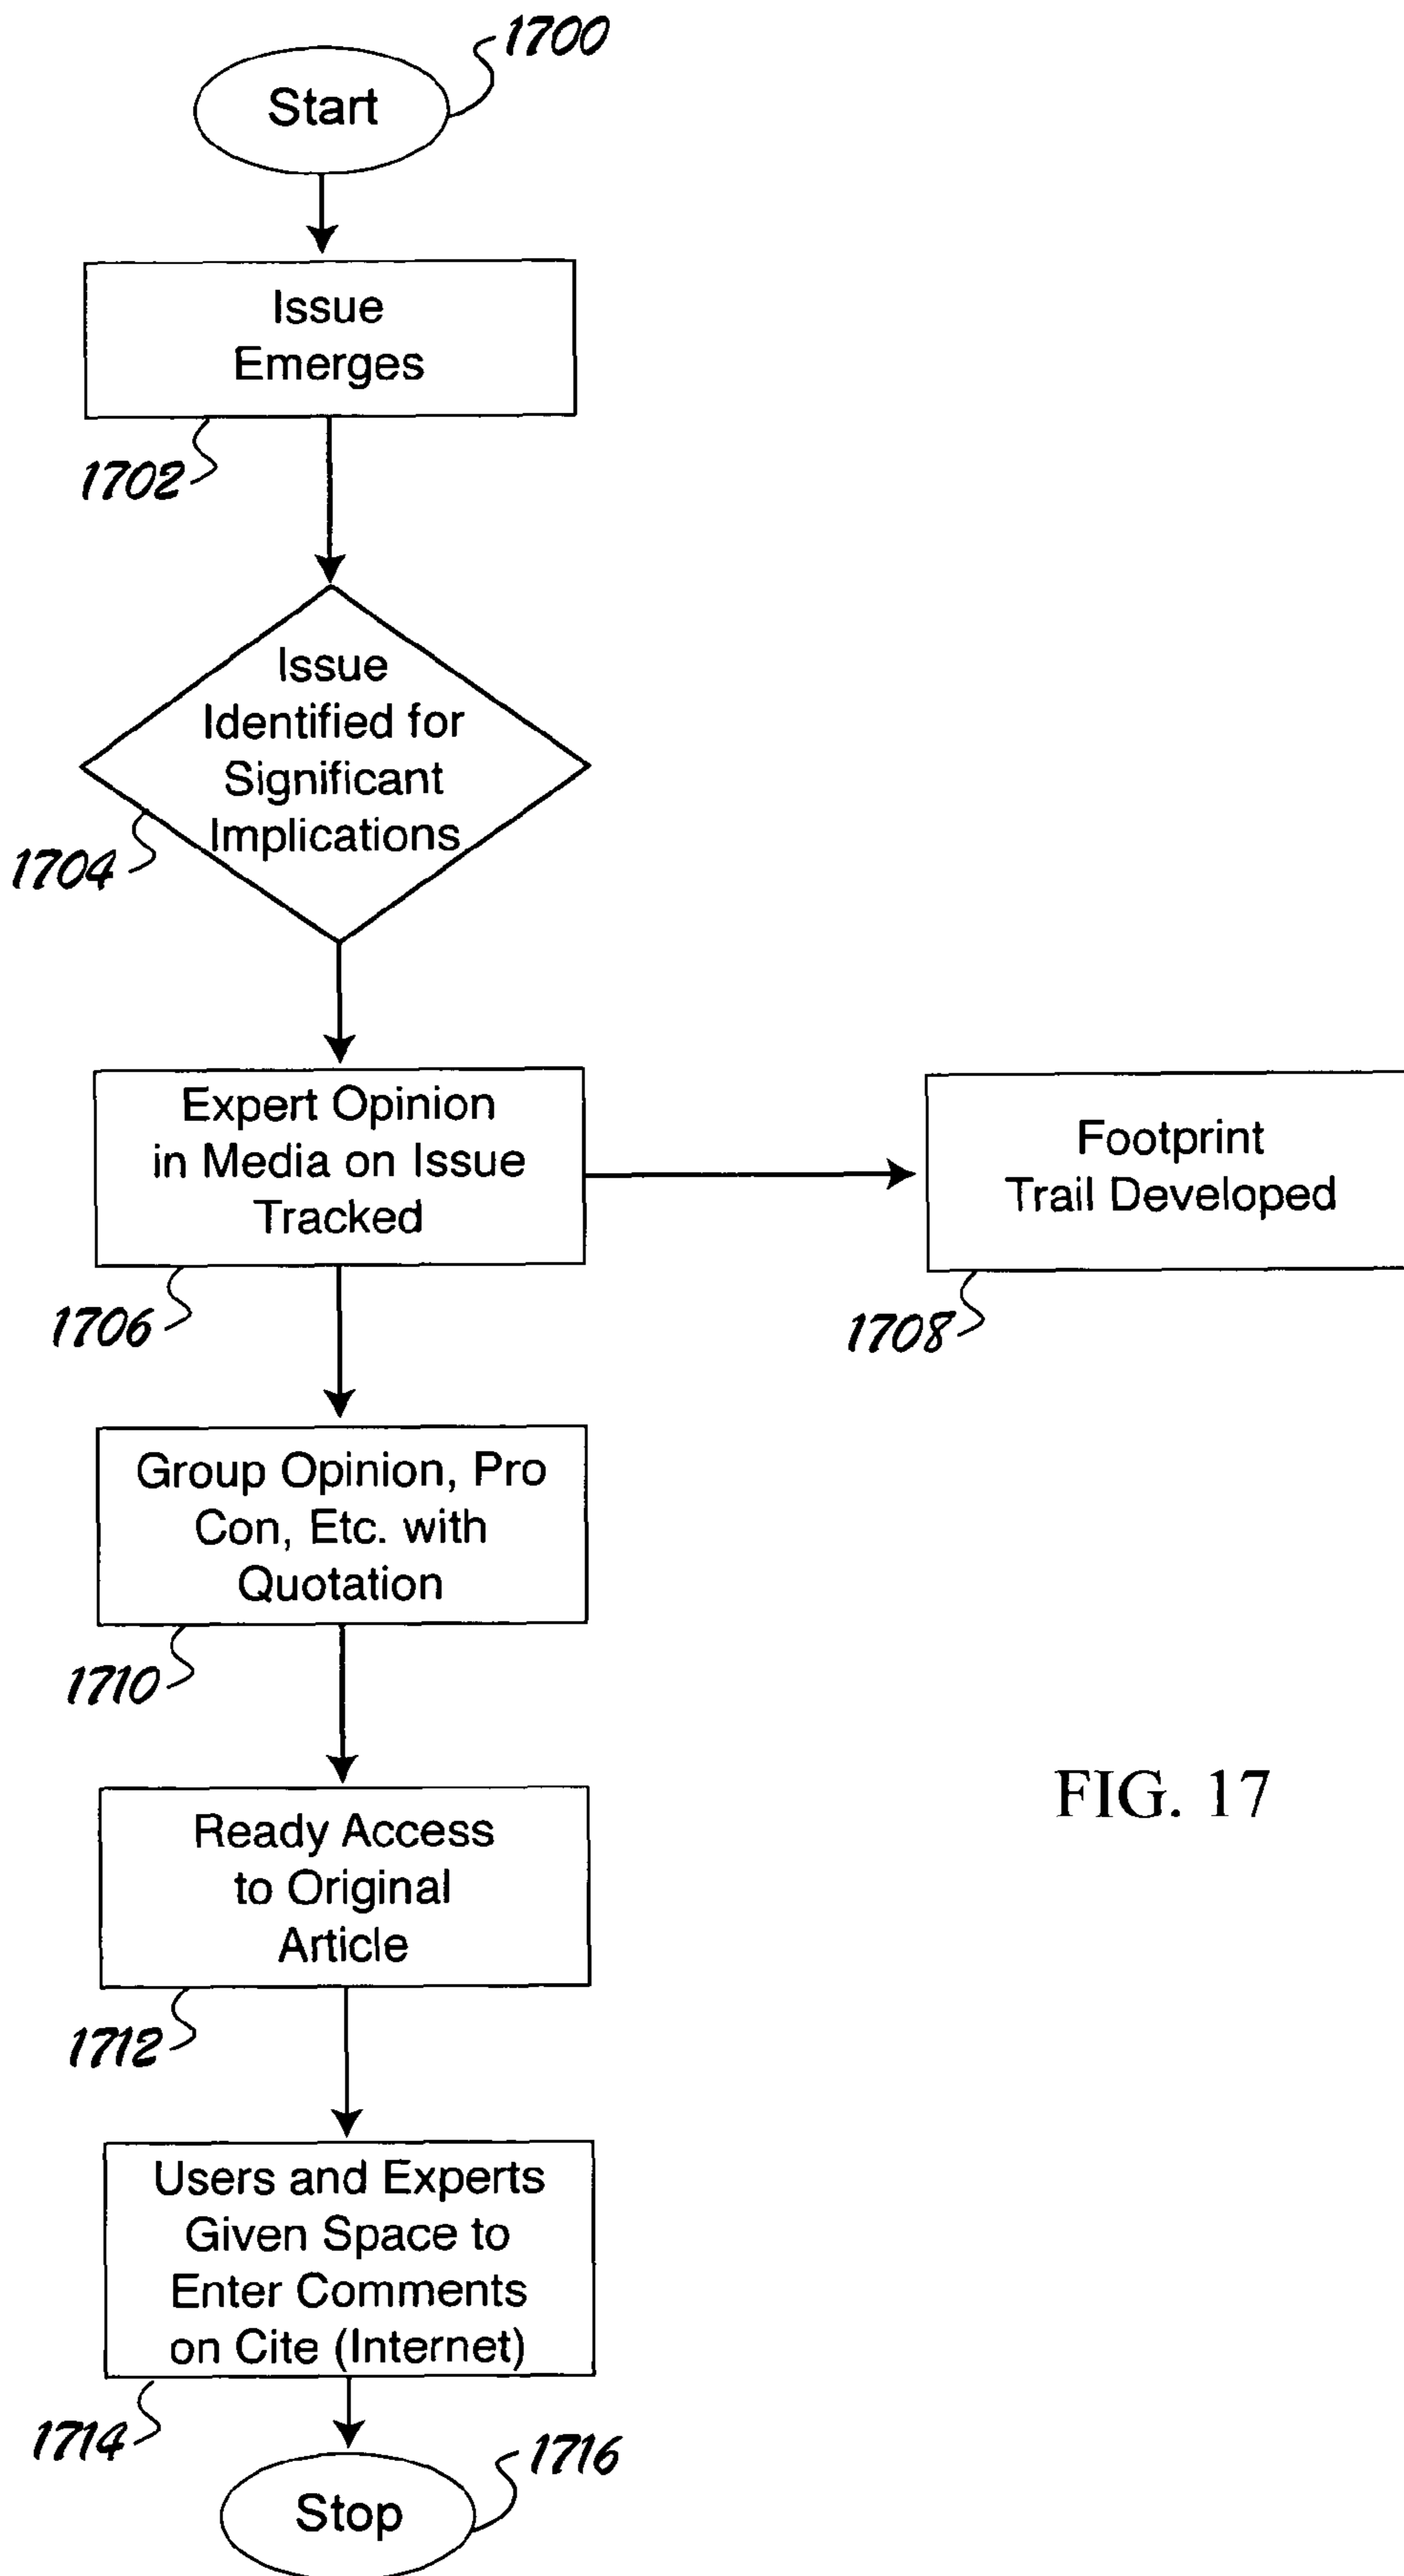 1700
Start
Issue
Emerges
1702
Issue
Identified for
Significant
Implications
1704
Expert Opinion
in Media on Issue
Tracked
1706
Footprint
Trail Developed
1708
Group Opinion, Pro
Con, Etc. with
Quotation
1710
Ready Access
to Original
Article
1712
FIG. 17
Users and Experts
Given Space to
Enter Comments
on Cite (Internet)
1714
1716
Stop